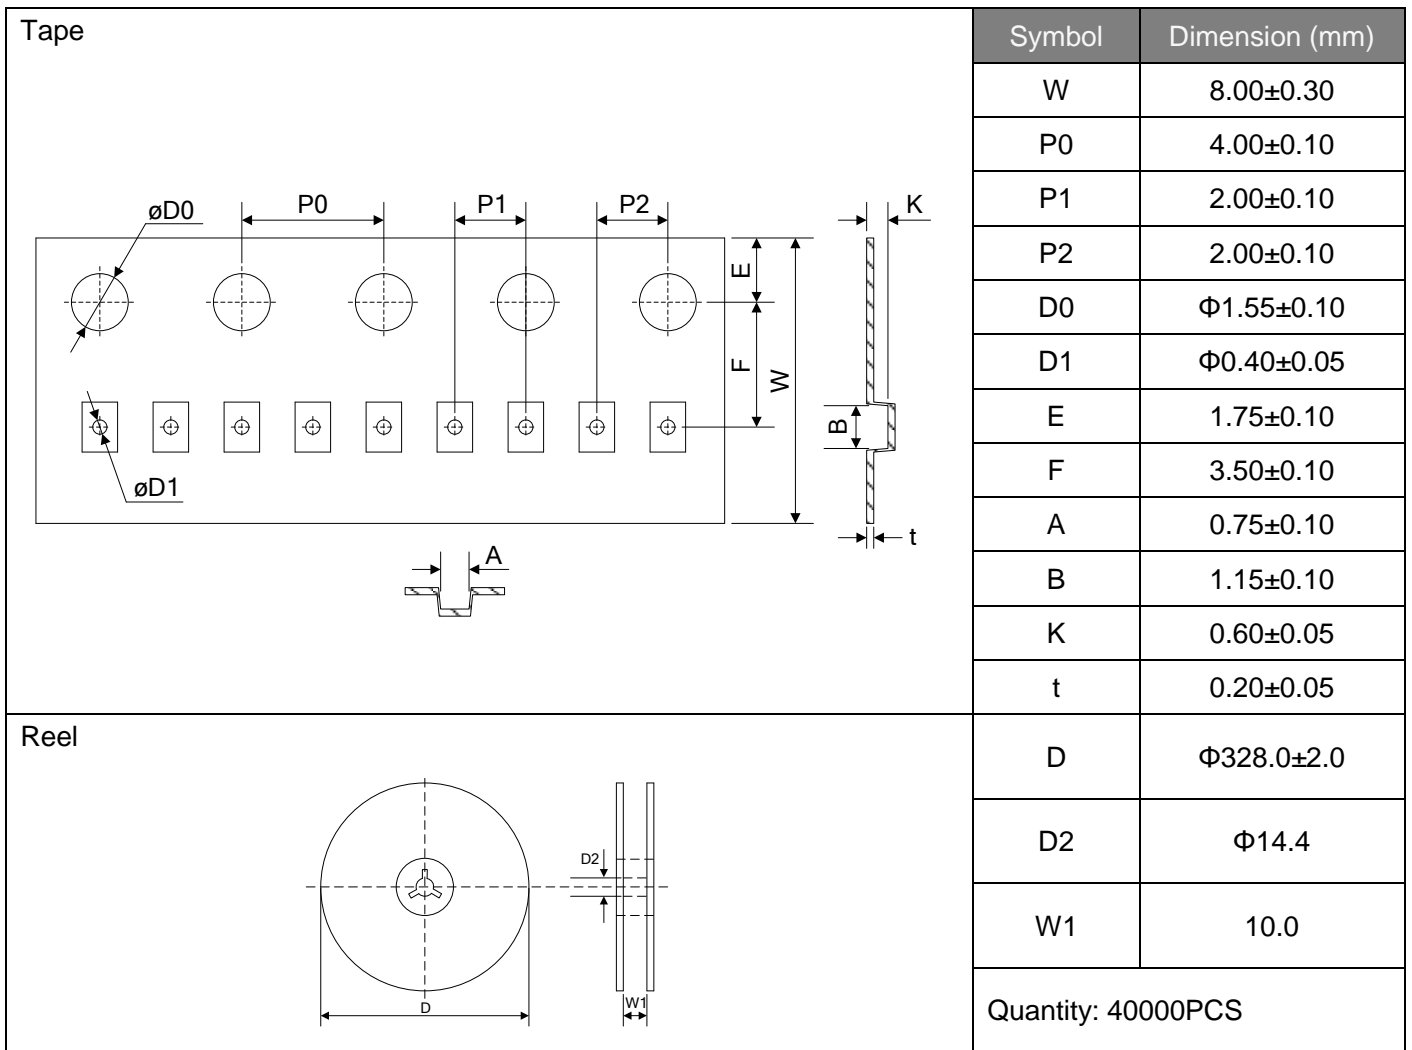 Tape
Symbol Dimension (mm)
W 8.00±0.30
P0 4.00±0.10
P1 2.00±0.10
P2 2.00±0.10
D0 Φ1.55±0.10
D1 Φ0.40±0.05
E 1.75±0.10
F 3.50±0.10
A 0.75±0.10
B 1.15±0.10
K 0.60±0.05
t 0.20±0.05
øD0 P0 P1 P2 K
E
F
W
B
øD1
t
A
Reel
D Φ328.0±2.0
D2 Φ14.4
W1 10.0
Quantity: 40000PCS
D2
D
W1